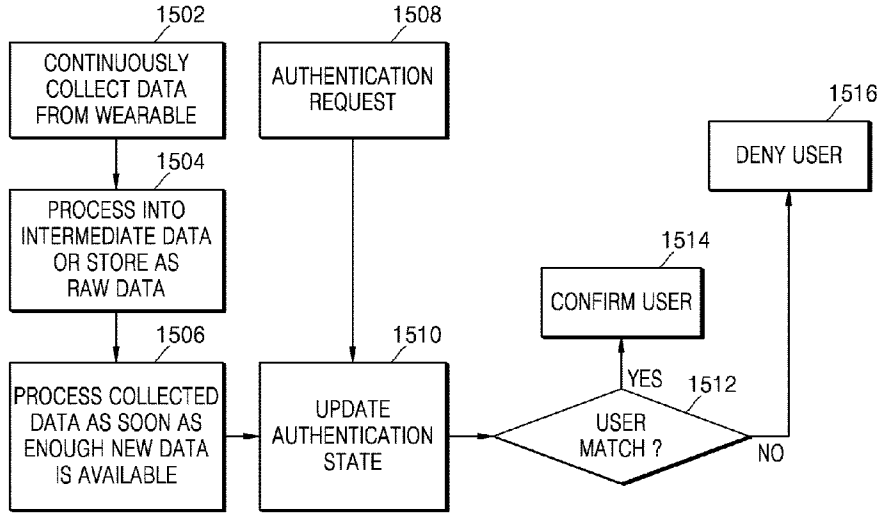 1502
CONTINUOUSLY
COLLECT DATA
FROM WEARABLE
1504
PROCESS INTO
INTERMEDIATE DATA
OR STORE AS
RAW DATA
1506
PROCESS COLLECTED
DATA AS SOON AS
ENOUGH NEW DATA
IS AVAILABLE
1508
AUTHENTICATION
REQUEST
1510
UPDATE
AUTHENTICATION
STATE
1512
USER
MATCH ?
YES
NO
1514
CONFIRM USER
1516
DENY USER